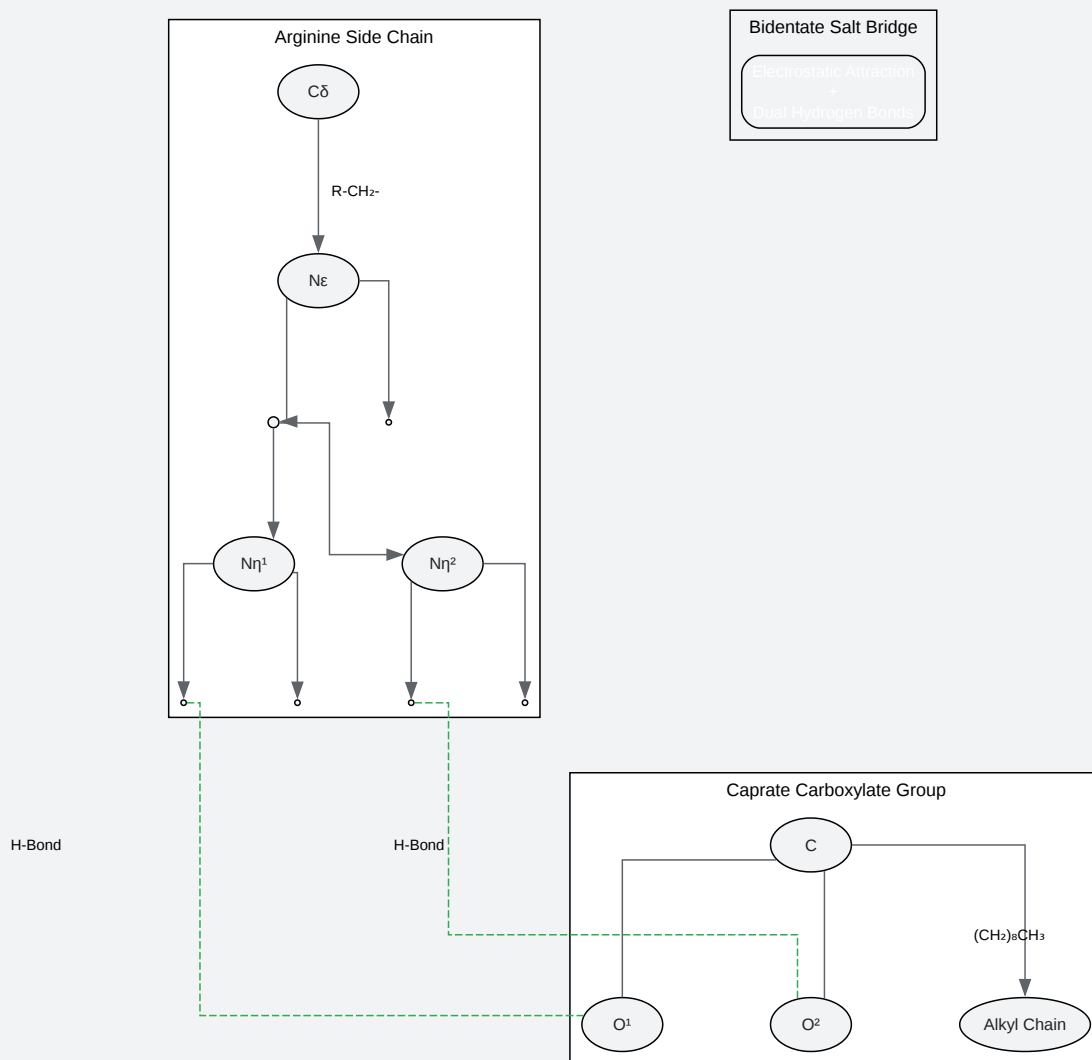 Arginine Side Chain
Cδ
R-CH₂-
Nε
Nη¹
Nη²
Bidentate Salt Bridge
Electrostatic Attraction
+
Dual Hydrogen Bonds
H-Bond
H-Bond
Caprate Carboxylate Group
C
(CH₂)₈CH₃
O¹
O²
Alkyl Chain